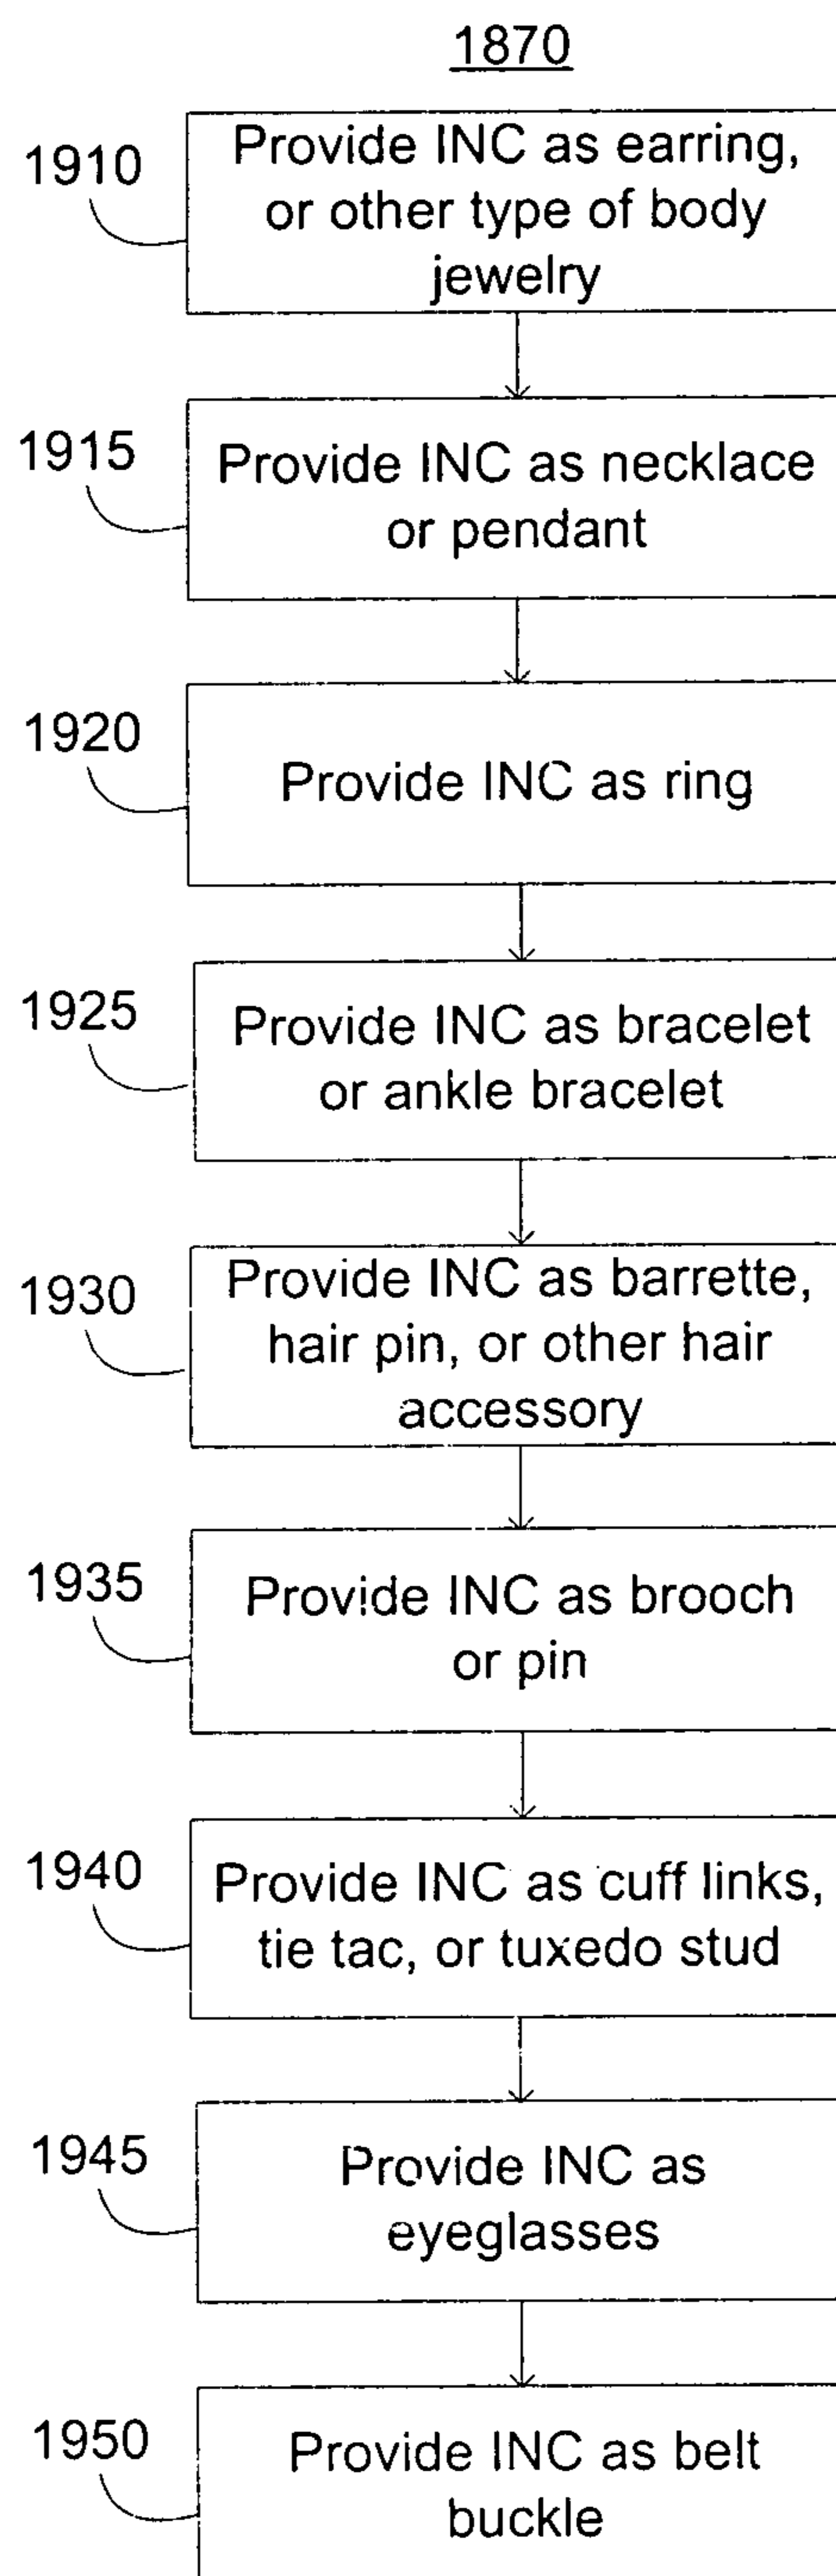 1870
1910
Provide INC as earring,
or other type of body
jewelry
1915
Provide INC as necklace
or pendant
1920
Provide INC as ring
1925
Provide INC as bracelet
or ankle bracelet
1930
Provide INC as barrette,
hair pin, or other hair
accessory
1935
Provide INC as brooch
or pin
1940
Provide INC as cuff links,
tie tac, or tuxedo stud
1945
Provide INC as
eyeglasses
1950
Provide INC as belt
buckle